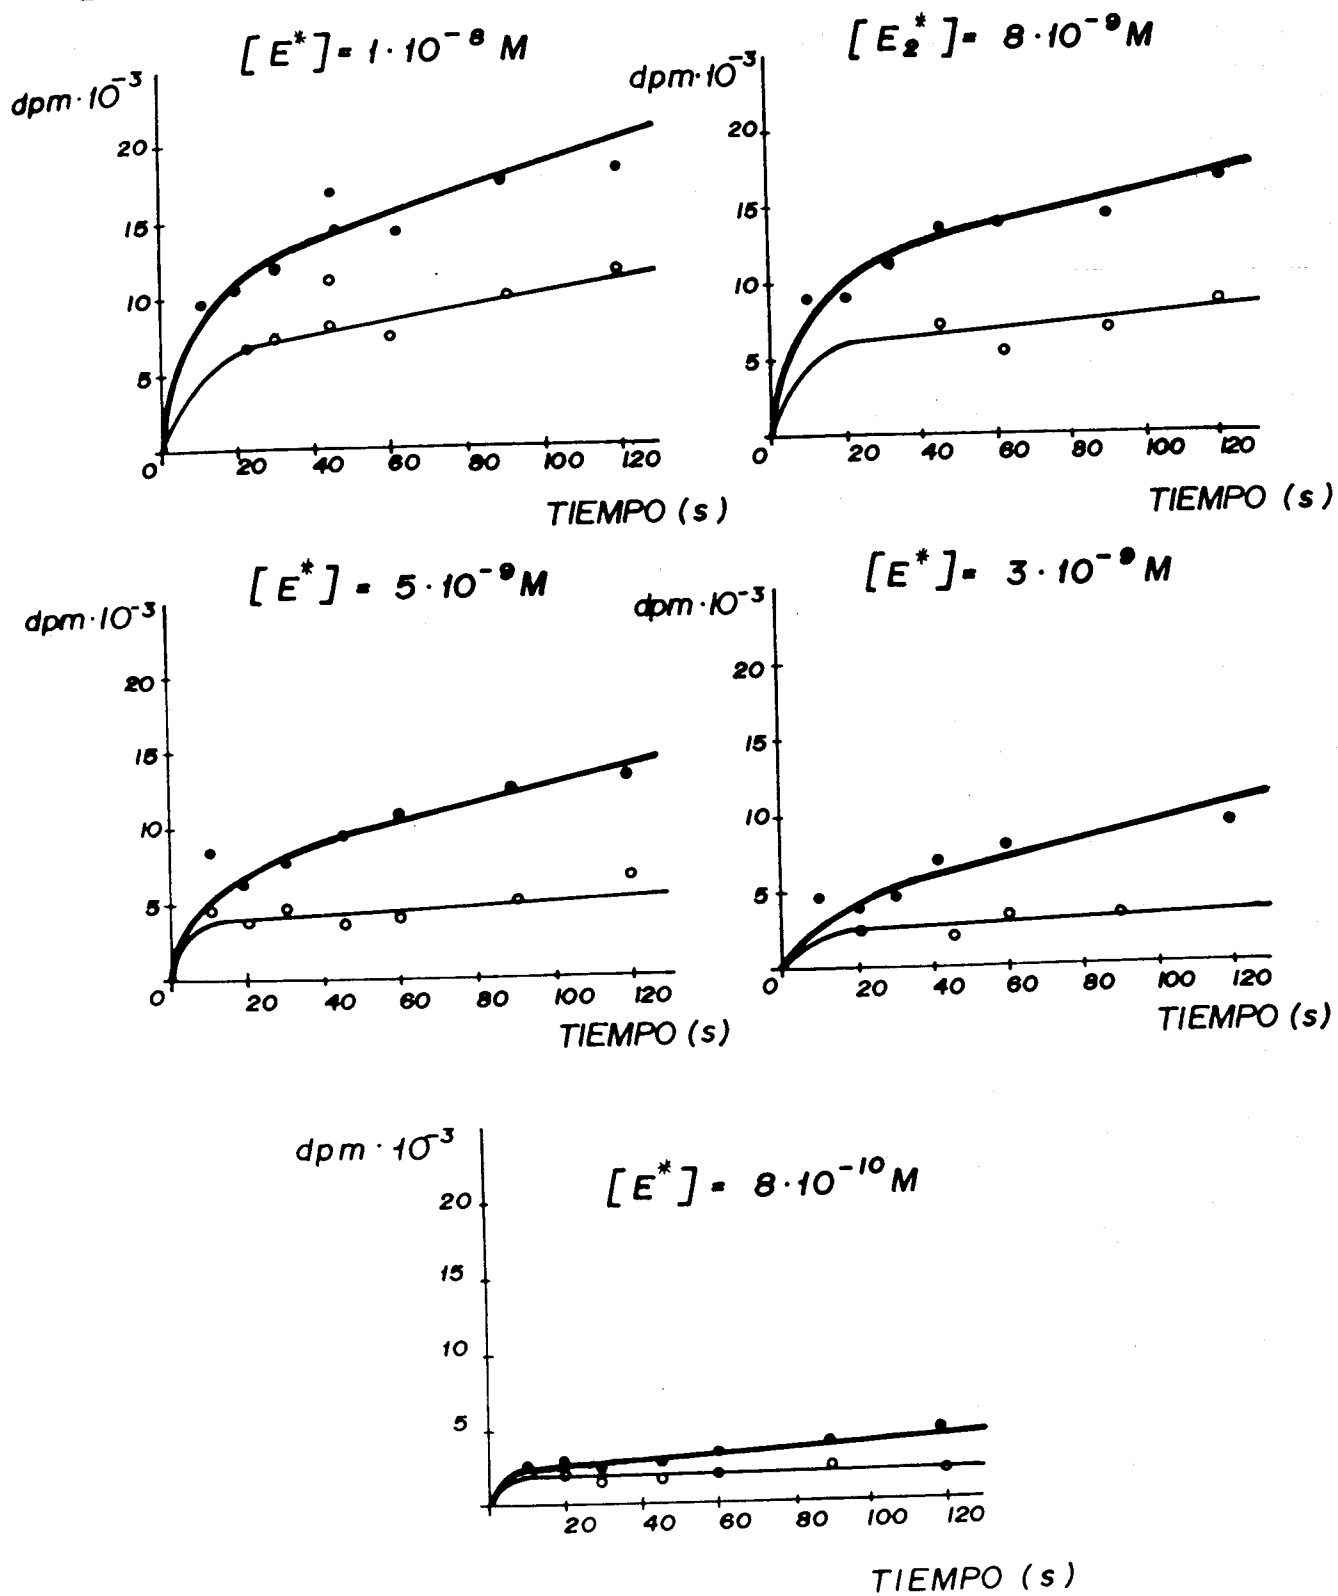 [E*] = 1·10⁻⁸ M
dpm·10⁻³
20
15
10
5
0 20 40 60 80 100 120
TIEMPO (s)
[E₂*] = 8·10⁻⁹ M
dpm·10⁻³
20
15
10
5
0 20 40 60 80 100 120
TIEMPO (s)
[E*] = 5·10⁻⁹ M
dpm·10⁻³
20
15
10
5
0 20 40 60 80 100 120
TIEMPO (s)
[E*] = 3·10⁻⁹ M
dpm·10⁻³
20
15
10
5
0 20 40 60 80 100 120
TIEMPO (s)
dpm·10⁻³
[E*] = 8·10⁻¹⁰ M
20
15
10
5
20 40 60 80 100 120
TIEMPO (s)